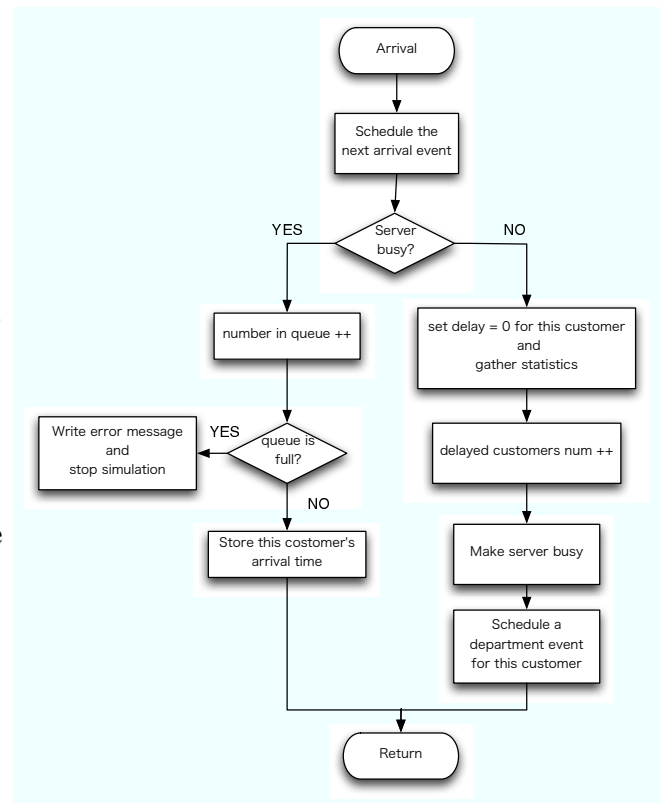 Arrival
Schedule the
next arrival event
Server
busy?
YES
NO
number in queue ++
set delay = 0 for this customer
and
gather statistics
queue is
full?
YES
Write error message
and
stop simulation
delayed customers num ++
NO
Store this costomer's
arrival time
Make server busy
Schedule a
department event
for this customer
Return
e